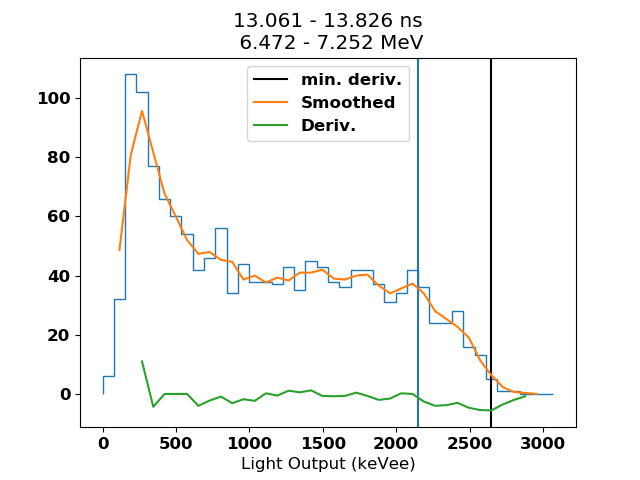 13.061 - 13.826 ns
6.472 - 7.252 MeV
min. deriv.
Smoothed
Deriv.
100
80
60
40
20
0
0 500 1000 1500 2000 2500 3000
Light Output (keVee)